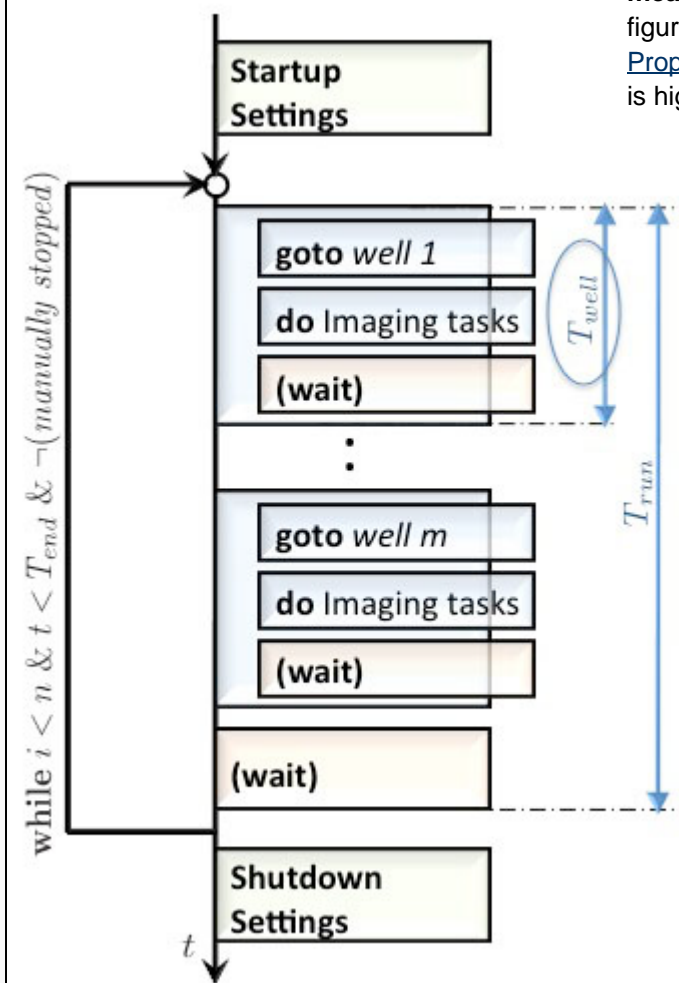 figur
Prop
is hig
Startup
Settings
while i < n & t < T_end & ¬(manually stopped)
goto well 1
do Imaging tasks
(wait)
T_well
:
goto well m
do Imaging tasks
(wait)
T_run
(wait)
Shutdown
Settings
t